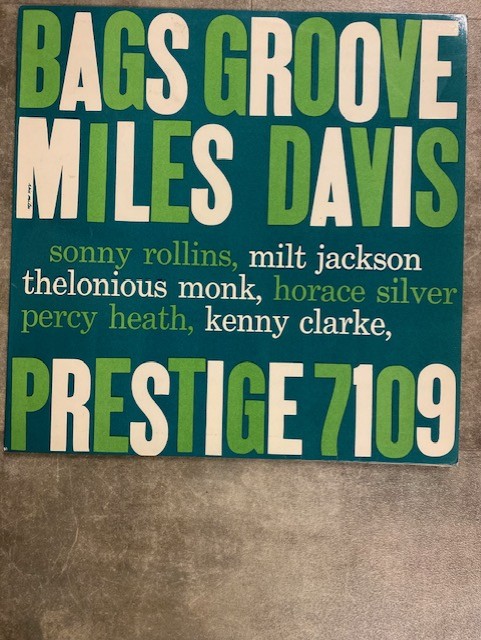 BAGS GROOVE
MILES DAVIS
sonny rollins, milt jackson
thelonious monk, horace silver
percy heath, kenny clarke,
PRESTIGE 7109